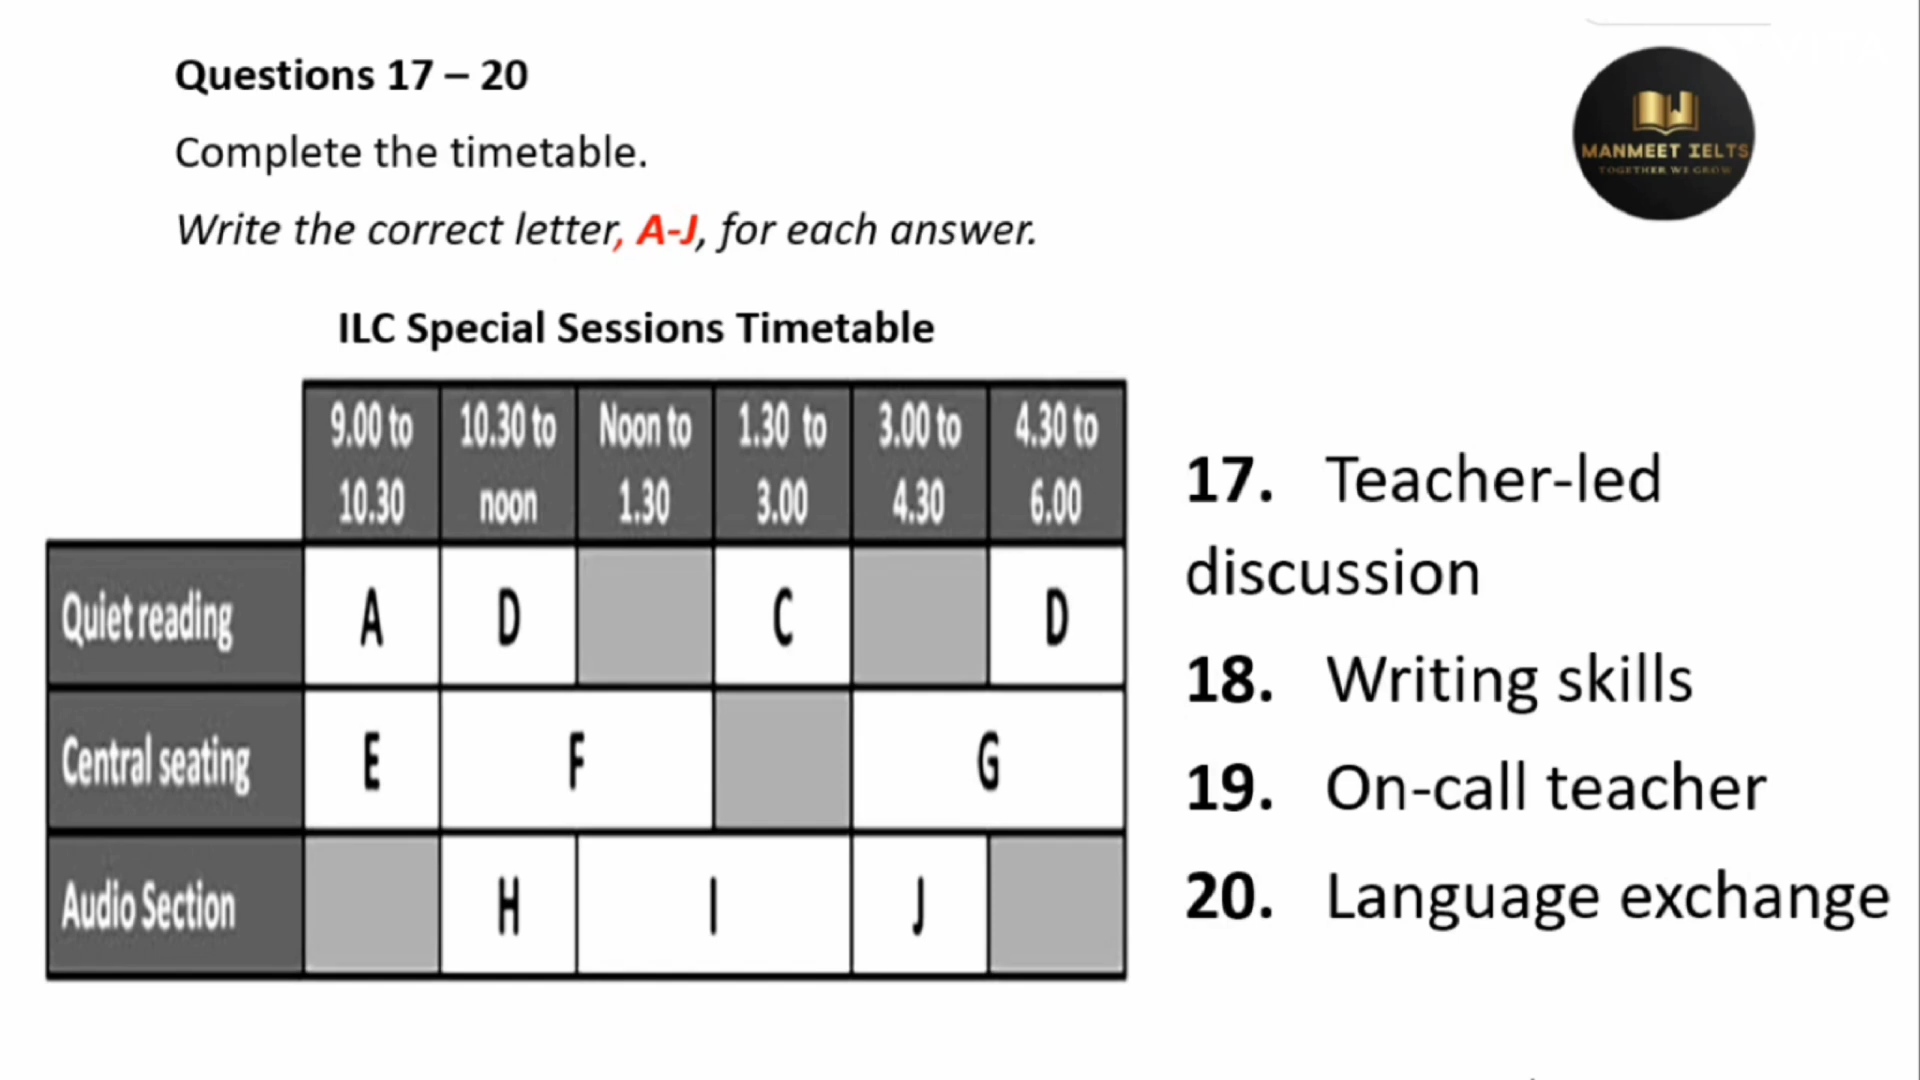 Questions 17 – 20
Complete the timetable.
Write the correct letter, A-J, for each answer.
MANMEET IELTS
TOGETHER WE GROW
ILC Special Sessions Timetable
9.00 to 10.30 10.30 to noon Noon to 1.30 1.30 to 3.00 3.00 to 4.30 4.30 to 6.00
Quiet reading A D C D
Central seating E F G
Audio Section H I J
17. Teacher-led
discussion
18. Writing skills
19. On-call teacher
20. Language exchange